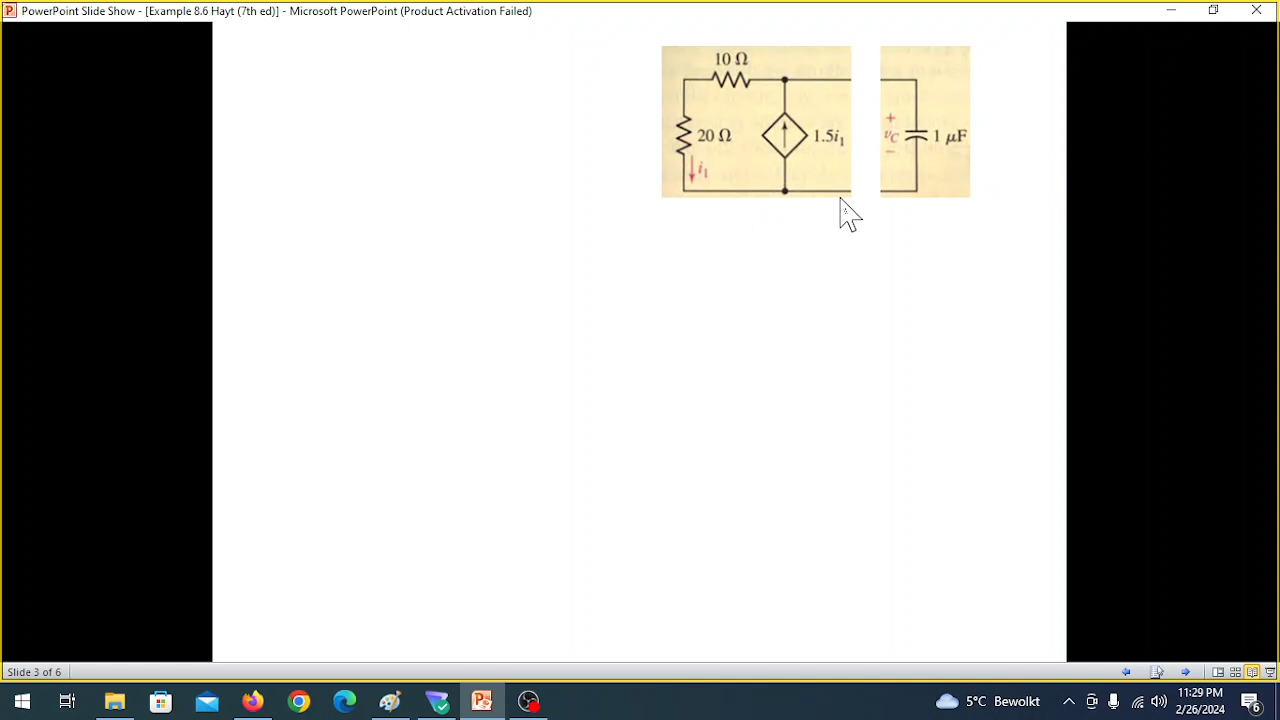 PowerPoint Slide Show - [Example 8.6 Hayt (7th ed)] - Microsoft PowerPoint (Product Activation Failed)
10 Ω
20 Ω
i1
1.5i1
+
vC
−
1 μF
Slide 3 of 6
5°C Bewolkt
11:29 PM
2/26/2024
6